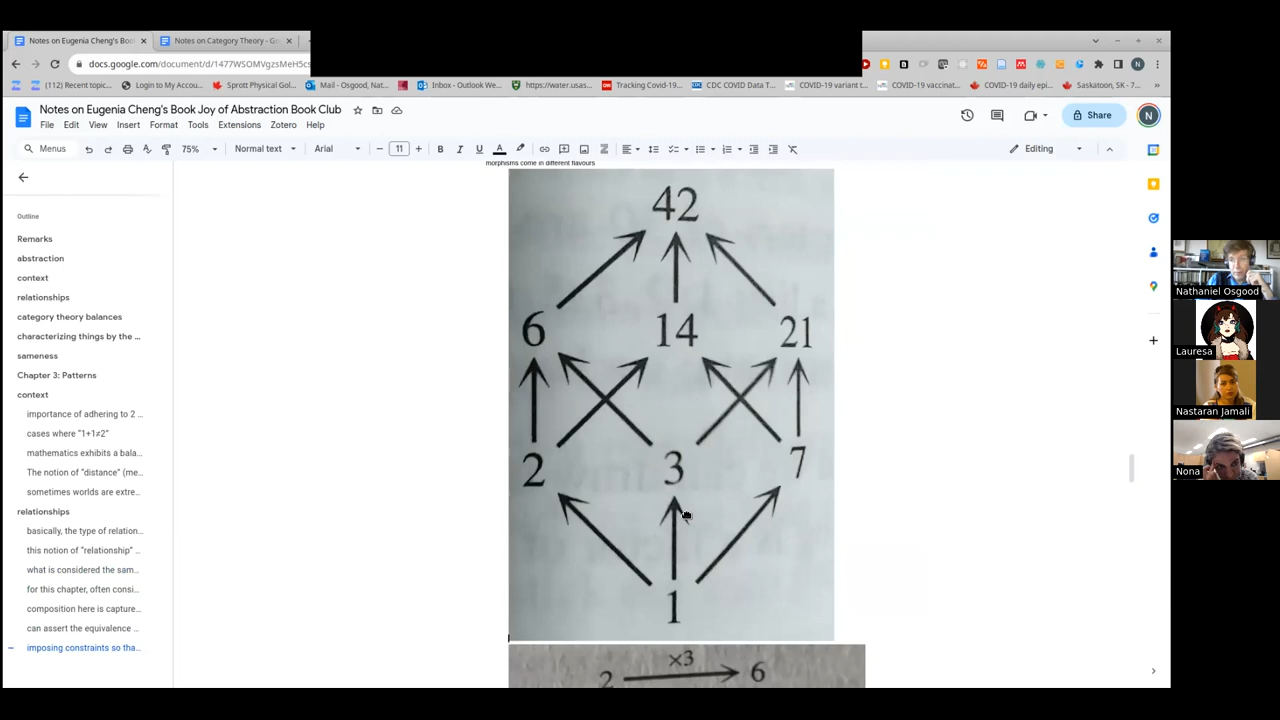 Notes on Eugenia Cheng's Boo
Notes on Category Theory - G
docs.google.com/document/d/1477WSOMVgzsMeH5cs
(112) Recent topic...
Login to My Accou...
Sprott Physical Gol...
Mail - Osgood, Nat...
Inbox - Outlook We...
https://water.usas...
Tracking Covid-19...
CDC COVID Data T...
COVID-19 variant t...
COVID-19 vaccinat...
COVID-19 daily epi...
Saskatoon, SK - 7...
Notes on Eugenia Cheng's Book Joy of Abstraction Book Club
File Edit View Insert Format Tools Extensions Zotero Help
Share
N
Menus
75%
Normal text
Arial
11
Editing
morphisms come in different flavours
Outline
Remarks
abstraction
context
relationships
category theory balances
characterizing things by the ...
sameness
Chapter 3: Patterns
context
importance of adhering to 2 ...
cases where "1+1≠2"
mathematics exhibits a bala...
The notion of "distance" (me...
sometimes worlds are extre...
relationships
basically, the type of relation...
this notion of "relationship" ...
what is considered the sam...
for this chapter, often consi...
composition here is capture...
can assert the equivalence ...
imposing constraints so tha...
42
6 14 21
2 3 7
1
×3
2 6
Nathaniel Osgood
Lauresa
Nastaran Jamali
Nona